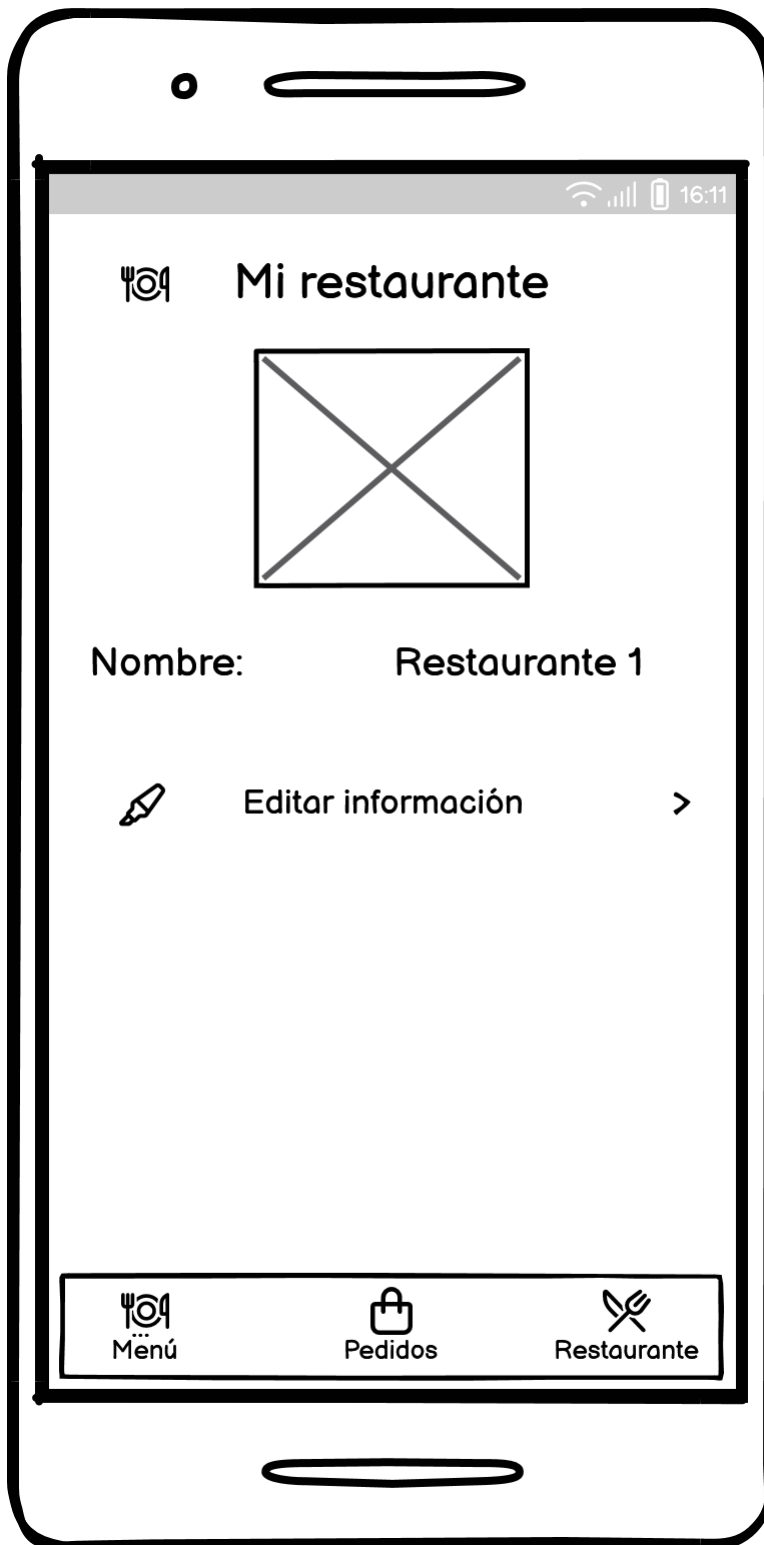 16:11
Mi restaurante
Nombre: Restaurante 1
Editar información >
Menú Pedidos Restaurante